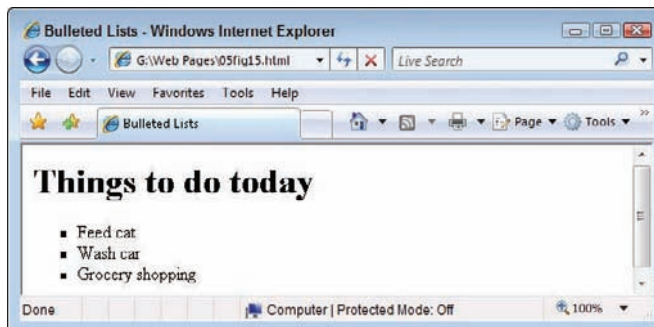 Bulleted Lists - Windows Internet Explorer
G:\Web Pages\05fig15.html Live Search
File Edit View Favorites Tools Help
Bulleted Lists Page Tools »
Things to do today
Feed cat
Wash car
Grocery shopping
Done Computer | Protected Mode: Off 100%